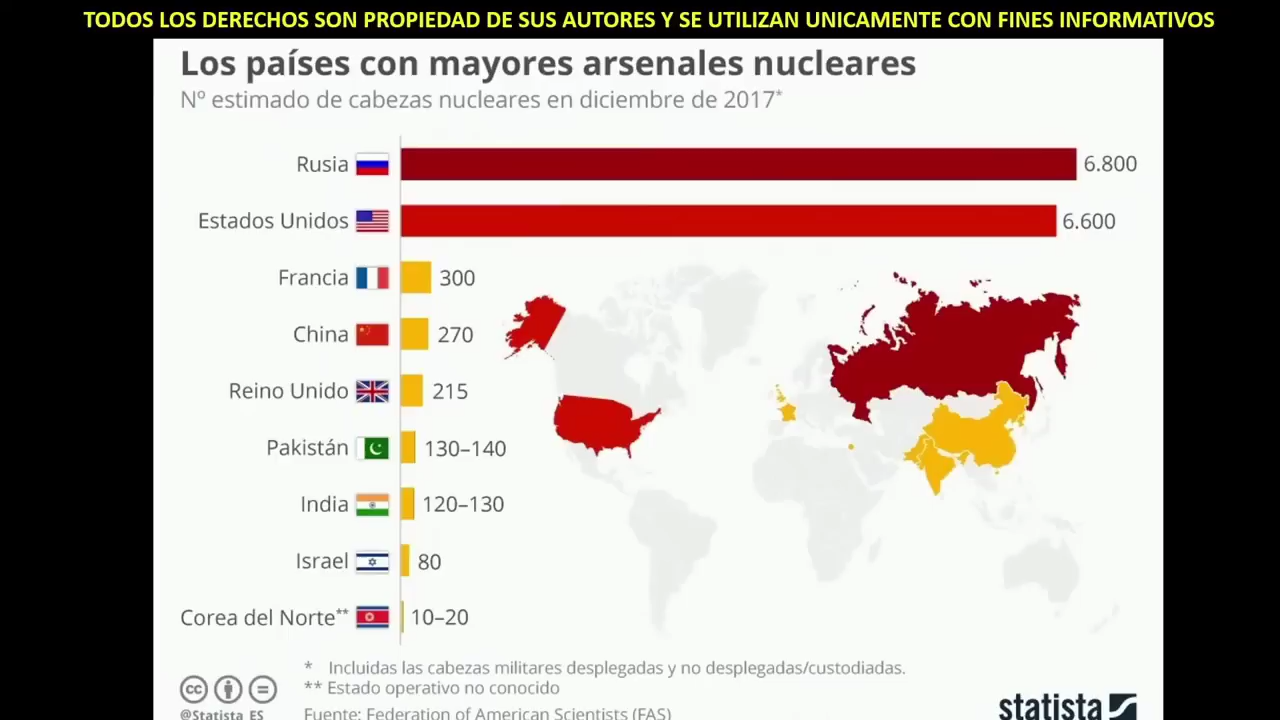 TODOS LOS DERECHOS SON PROPIEDAD DE SUS AUTORES Y SE UTILIZAN UNICAMENTE CON FINES INFORMATIVOS
Los países con mayores arsenales nucleares
Nº estimado de cabezas nucleares en diciembre de 2017*
Rusia 6.800
Estados Unidos 6.600
Francia 300
China 270
Reino Unido 215
Pakistán 130–140
India 120–130
Israel 80
Corea del Norte** 10–20
* Incluidas las cabezas militares desplegadas y no desplegadas/custodiadas.
** Estado operativo no conocido
cc
@Statista_ES
Fuente: Federation of American Scientists (FAS)
statista